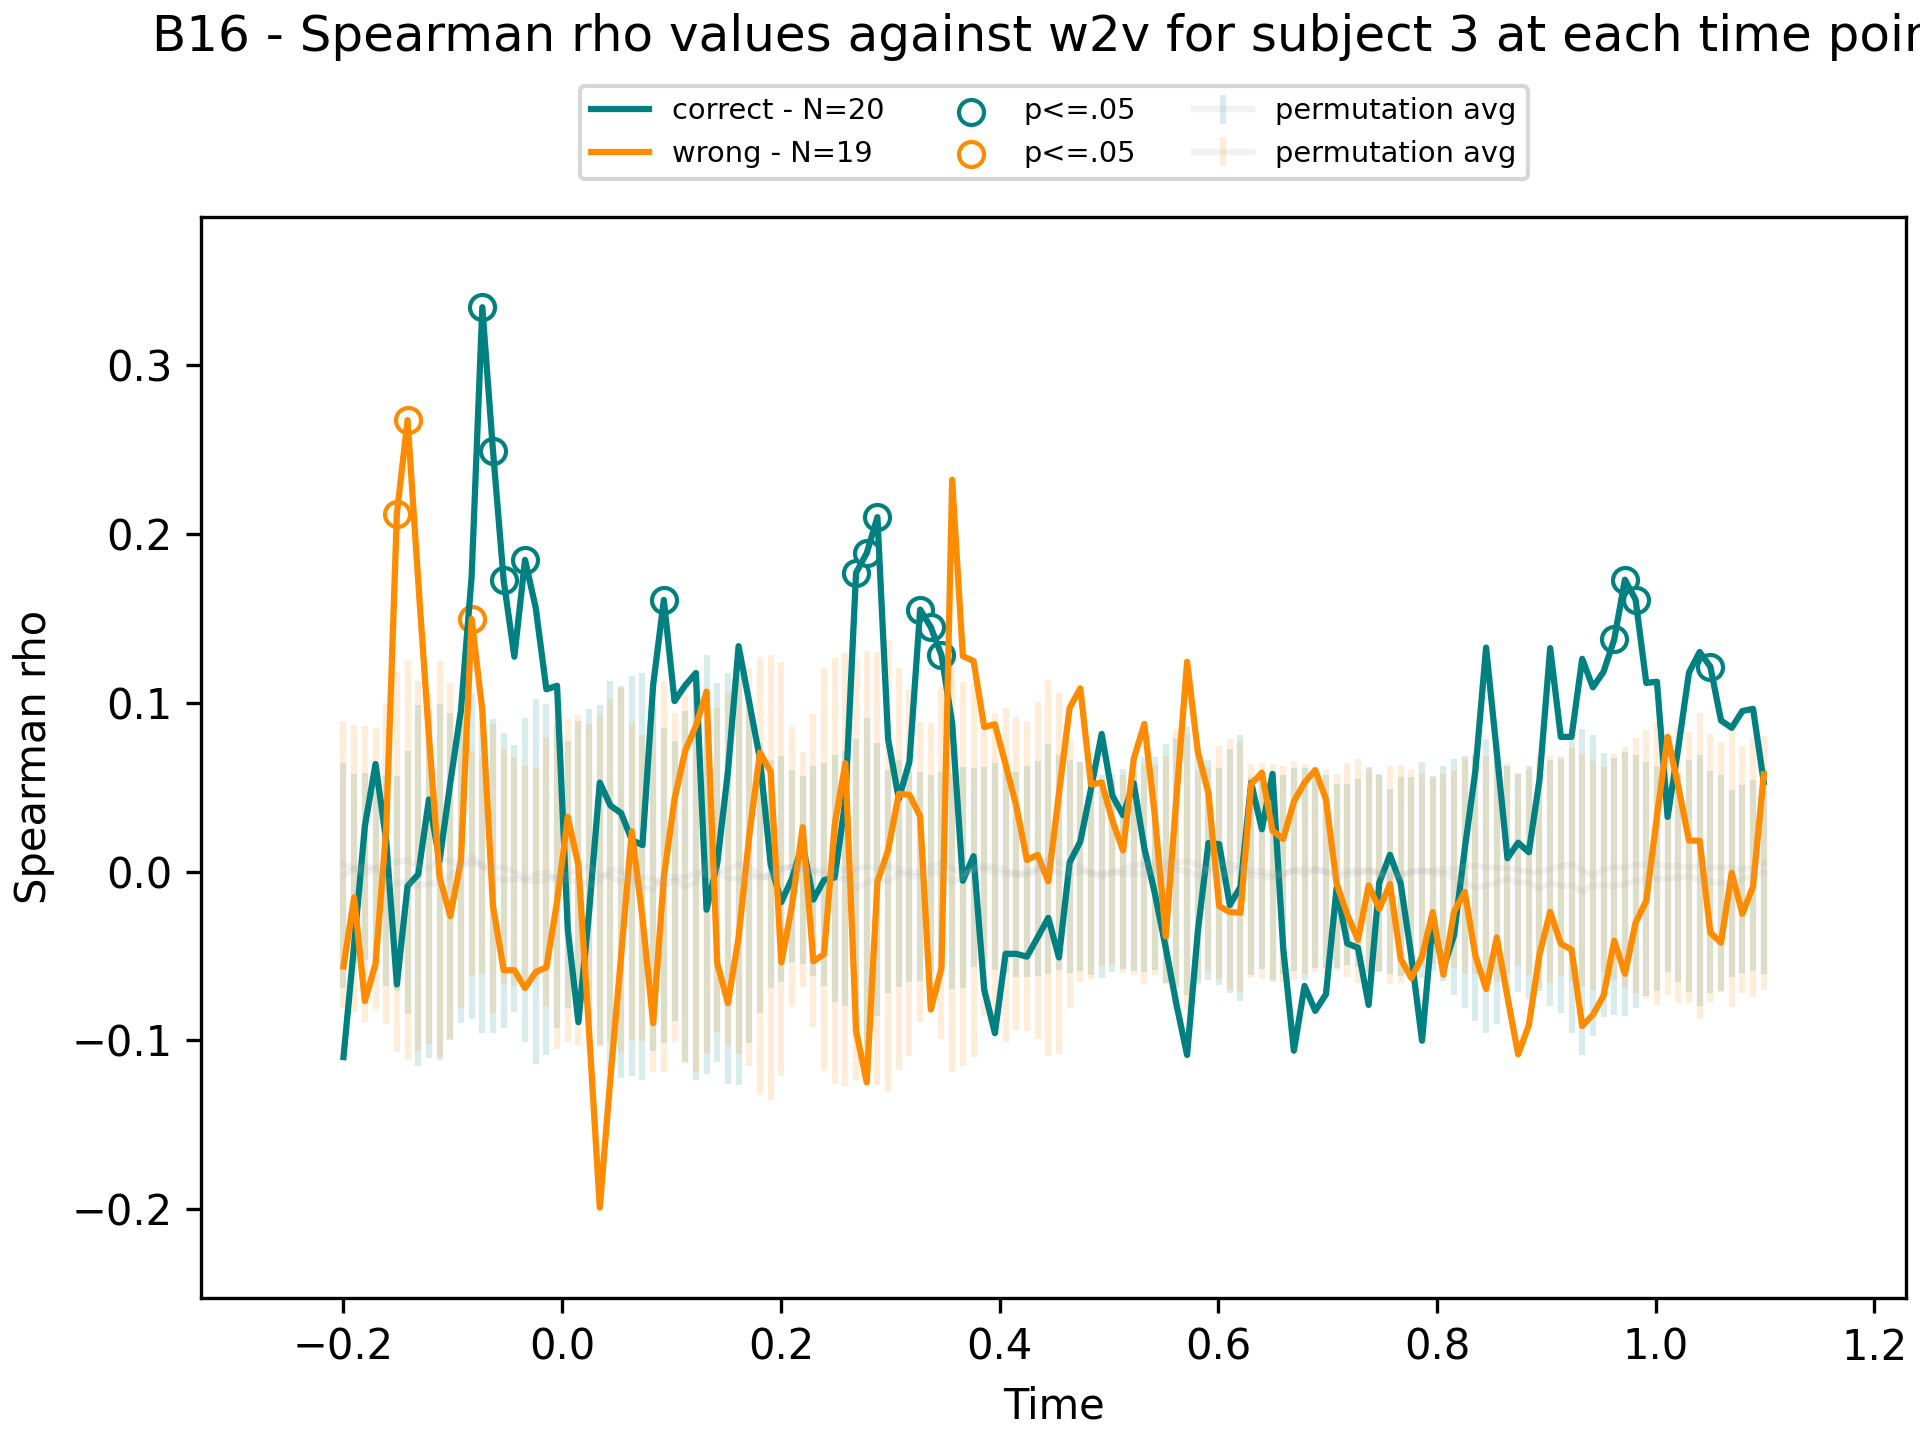 B16 - Spearman rho values against w2v for subject 3 at each time poin
correct - N=20 p<=.05 permutation avg
wrong - N=19 p<=.05 permutation avg
Spearman rho
0.3
0.2
0.1
0.0
−0.1
−0.2
−0.2 0.0 0.2 0.4 0.6 0.8 1.0 1.2
Time